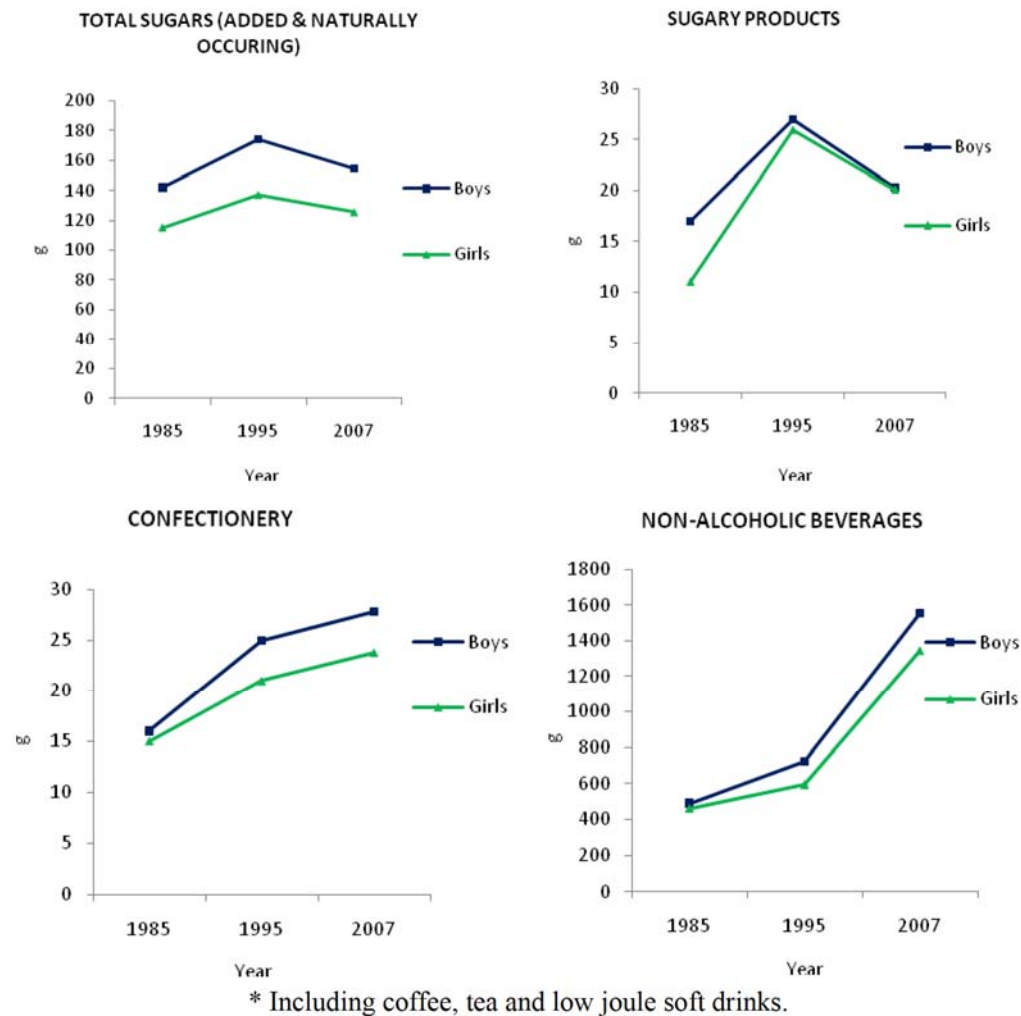 TOTAL SUGARS (ADDED & NATURALLY
OCCURING)
200
180
160
140
120
100
80
60
40
20
0
g
1985 1995 2007
Year
Boys
Girls
SUGARY PRODUCTS
30
25
20
15
10
5
0
g
1985 1995 2007
Year
Boys
Girls
CONFECTIONERY
30
25
20
15
10
5
0
g
1985 1995 2007
Year
Boys
Girls
NON-ALCOHOLIC BEVERAGES
1800
1600
1400
1200
1000
800
600
400
200
0
g
1985 1995 2007
Year
Boys
Girls
* Including coffee, tea and low joule soft drinks.